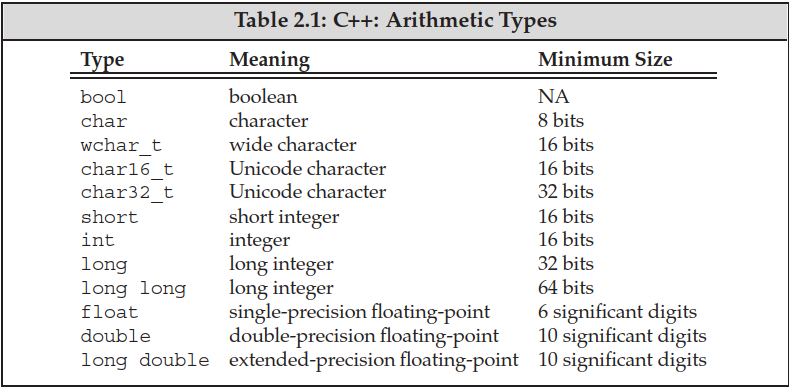 Table 2.1: C++: Arithmetic Types
Type Meaning Minimum Size
bool boolean NA
char character 8 bits
wchar_t wide character 16 bits
char16_t Unicode character 16 bits
char32_t Unicode character 32 bits
short short integer 16 bits
int integer 16 bits
long long integer 32 bits
long long long integer 64 bits
float single-precision floating-point 6 significant digits
double double-precision floating-point 10 significant digits
long double extended-precision floating-point 10 significant digits